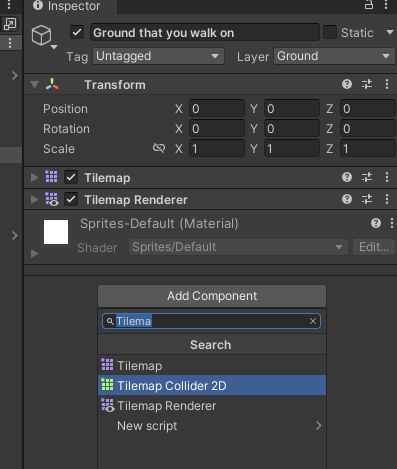 Inspector
Ground that you walk on
Static
Tag Untagged Layer Ground
Transform
Position X 0 Y 0 Z 0
Rotation X 0 Y 0 Z 0
Scale X 1 Y 1 Z 1
Tilemap
Tilemap Renderer
Sprites-Default (Material)
Shader Sprites/Default Edit...
Add Component
Tilema
Search
Tilemap
Tilemap Collider 2D
Tilemap Renderer
New script